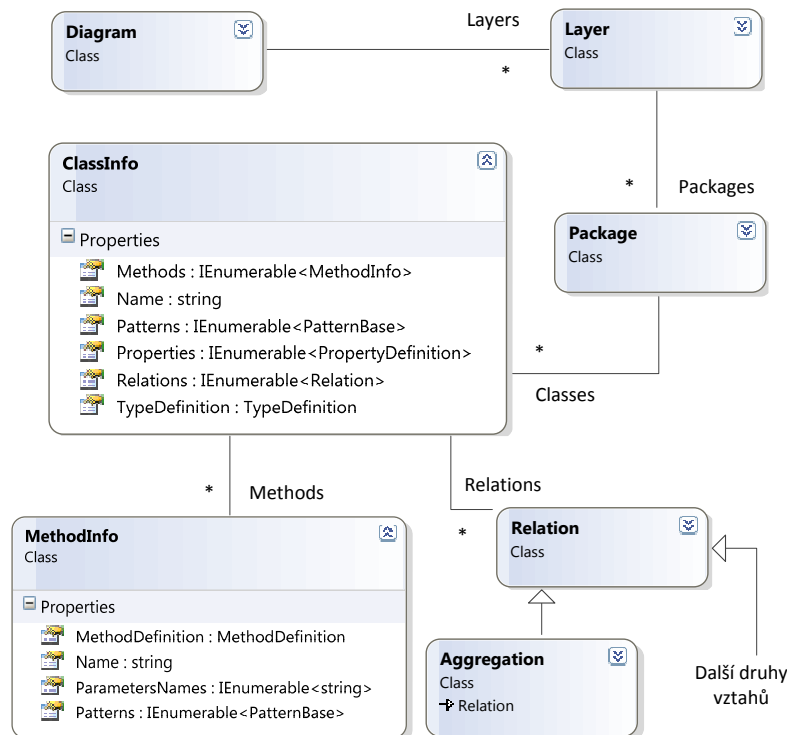 Diagram
Class
Layers
*
Layer
Class
*
Packages
Package
Class
ClassInfo
Class
Properties
Methods : IEnumerable<MethodInfo>
Name : string
Patterns : IEnumerable<PatternBase>
Properties : IEnumerable<PropertyDefinition>
Relations : IEnumerable<Relation>
TypeDefinition : TypeDefinition
*
Classes
*
Methods
Relations
*
MethodInfo
Class
Properties
MethodDefinition : MethodDefinition
Name : string
ParametersNames : IEnumerable<string>
Patterns : IEnumerable<PatternBase>
Relation
Class
Aggregation
Class
Relation
Další druhy
vztahů